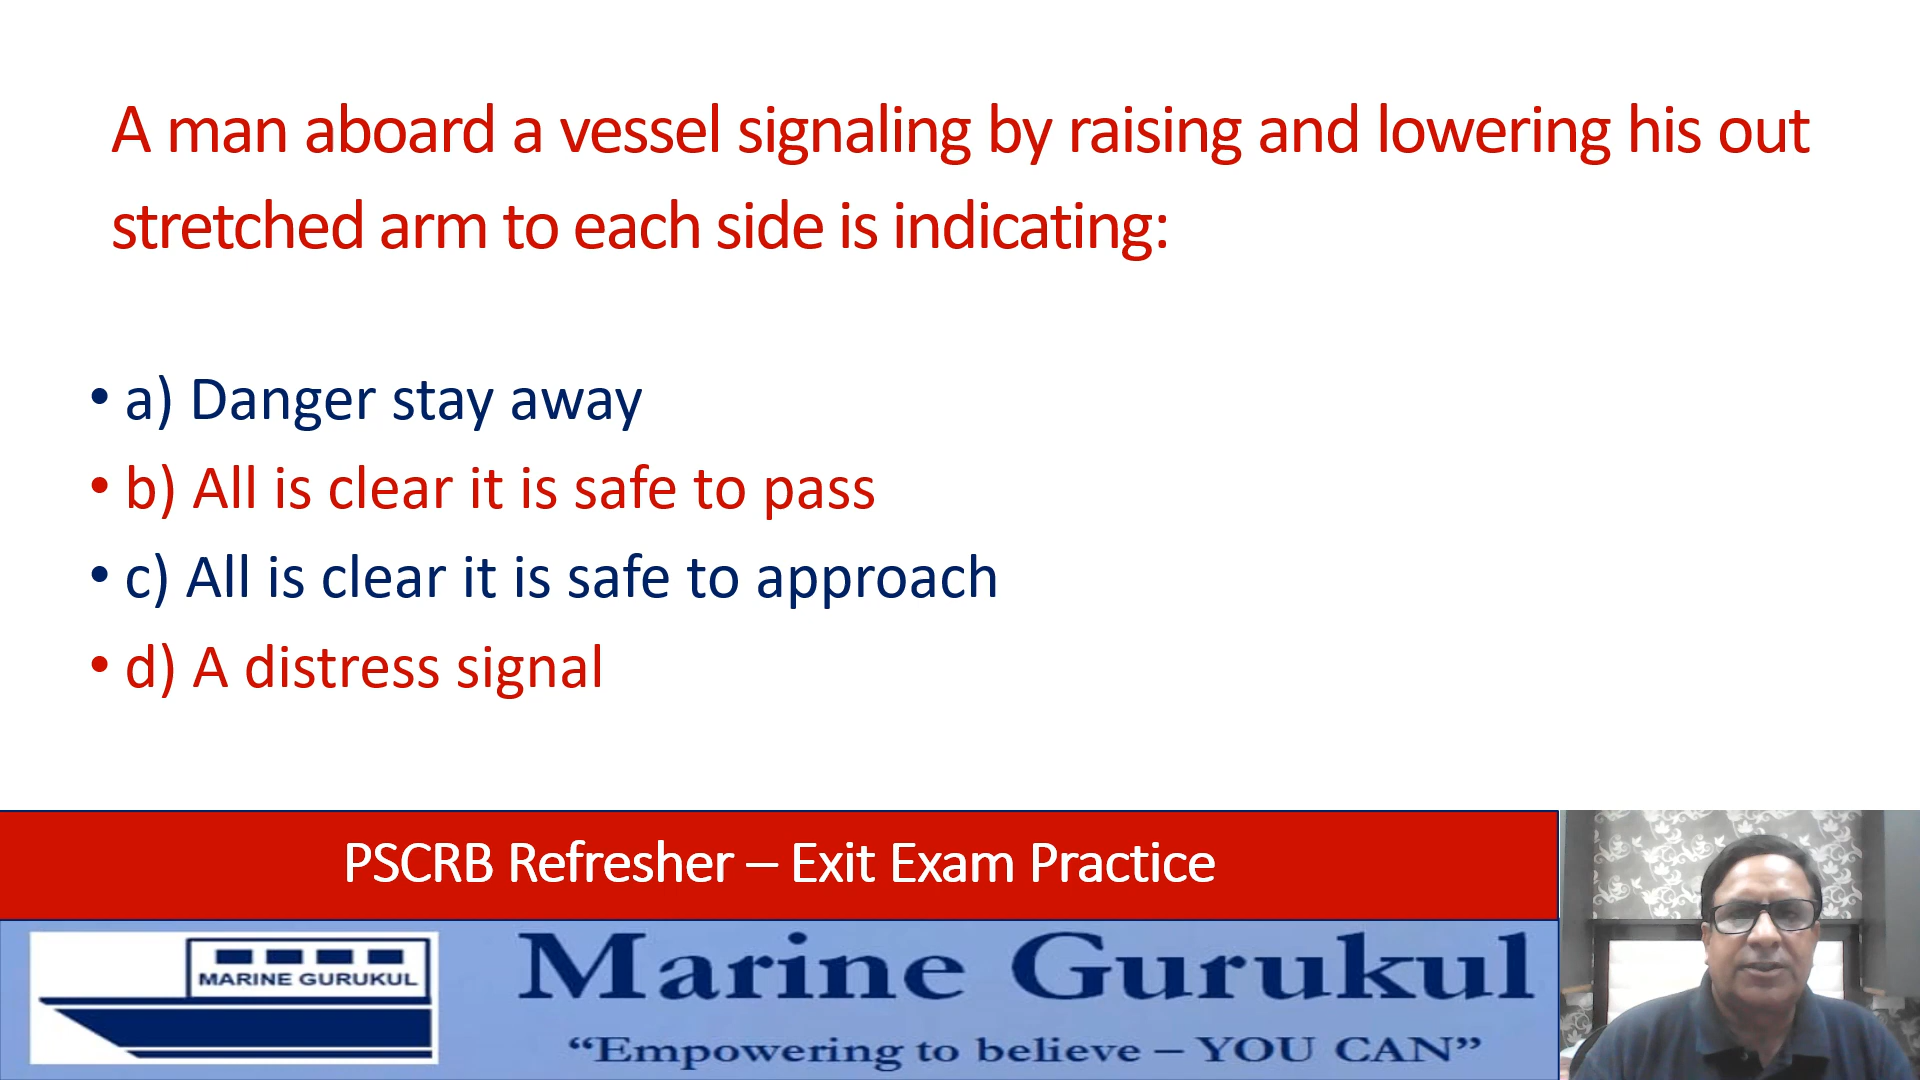 A man aboard a vessel signaling by raising and lowering his out
stretched arm to each side is indicating:
• a) Danger stay away
• b) All is clear it is safe to pass
• c) All is clear it is safe to approach
• d) A distress signal
PSCRB Refresher – Exit Exam Practice
MARINE GURUKUL
Marine Gurukul
“Empowering to believe – YOU CAN”